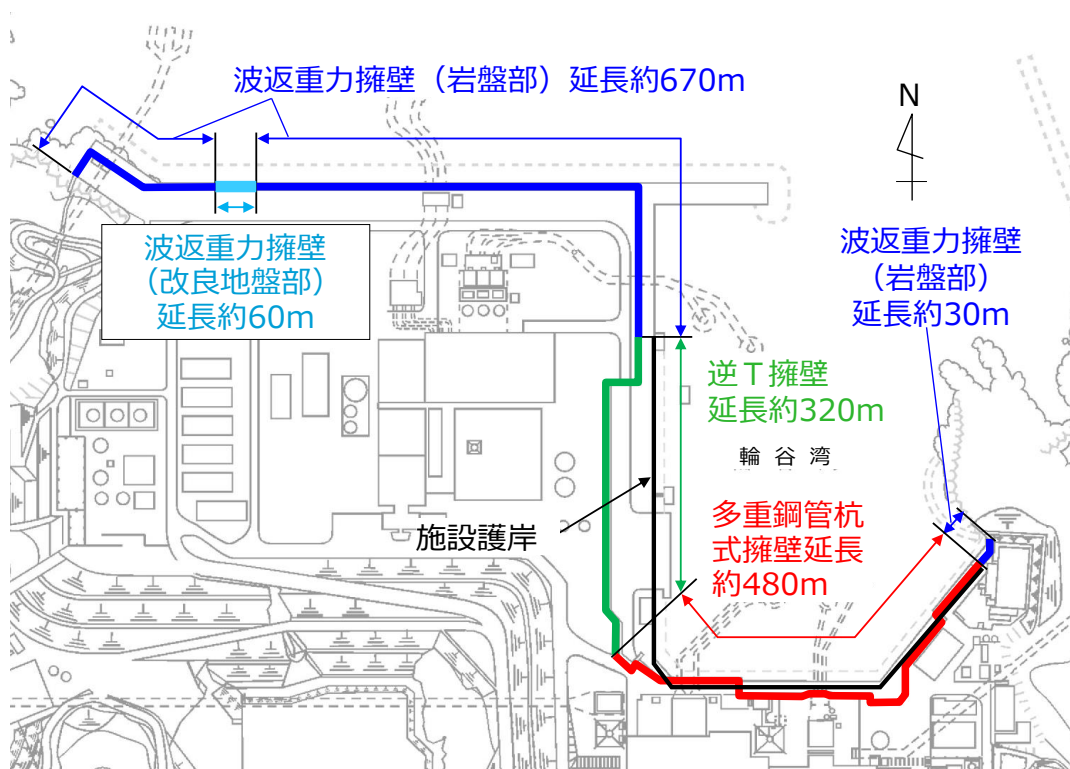 波返重力擁壁（岩盤部）延長約670m
N
波返重力擁壁
（改良地盤部）
延長約60m
波返重力擁壁
（岩盤部）
延長約30m
逆Ｔ擁壁
延長約320m
輪谷湾
多重鋼管杭
式擁壁延長
約480m
施設護岸